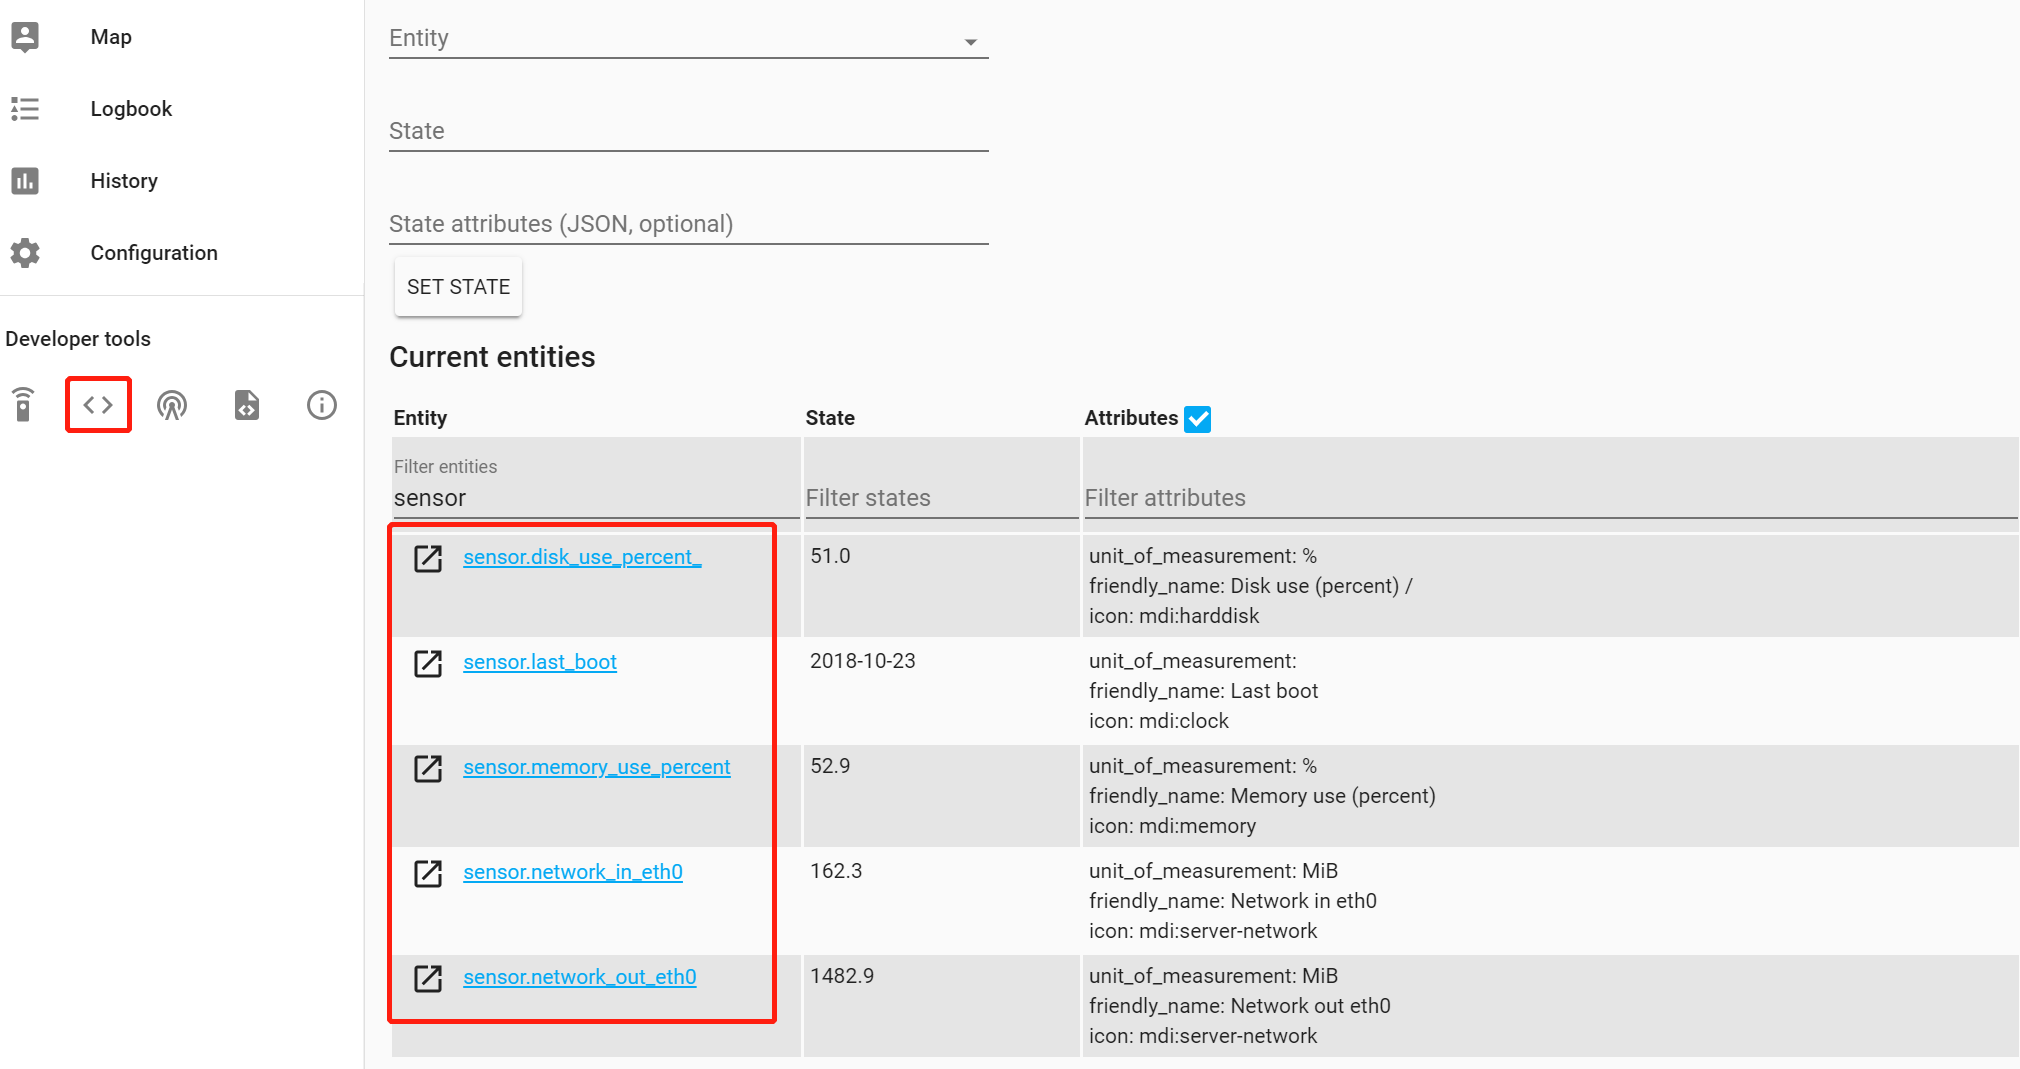 Map
Logbook
History
Configuration
Developer tools
Entity
State
State attributes (JSON, optional)
SET STATE
Current entities
Entity State Attributes
Filter entities
sensor Filter states Filter attributes
sensor.disk_use_percent_ 51.0 unit_of_measurement: %
friendly_name: Disk use (percent) /
icon: mdi:harddisk
sensor.last_boot 2018-10-23 unit_of_measurement:
friendly_name: Last boot
icon: mdi:clock
sensor.memory_use_percent 52.9 unit_of_measurement: %
friendly_name: Memory use (percent)
icon: mdi:memory
sensor.network_in_eth0 162.3 unit_of_measurement: MiB
friendly_name: Network in eth0
icon: mdi:server-network
sensor.network_out_eth0 1482.9 unit_of_measurement: MiB
friendly_name: Network out eth0
icon: mdi:server-network